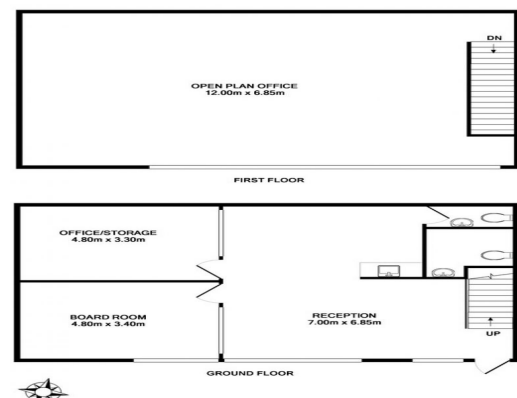 DN
OPEN PLAN OFFICE
12.00m x 6.85m
FIRST FLOOR
OFFICE/STORAGE
4.80m x 3.30m
BOARD ROOM
4.80m x 3.40m
RECEPTION
7.00m x 6.85m
UP
GROUND FLOOR